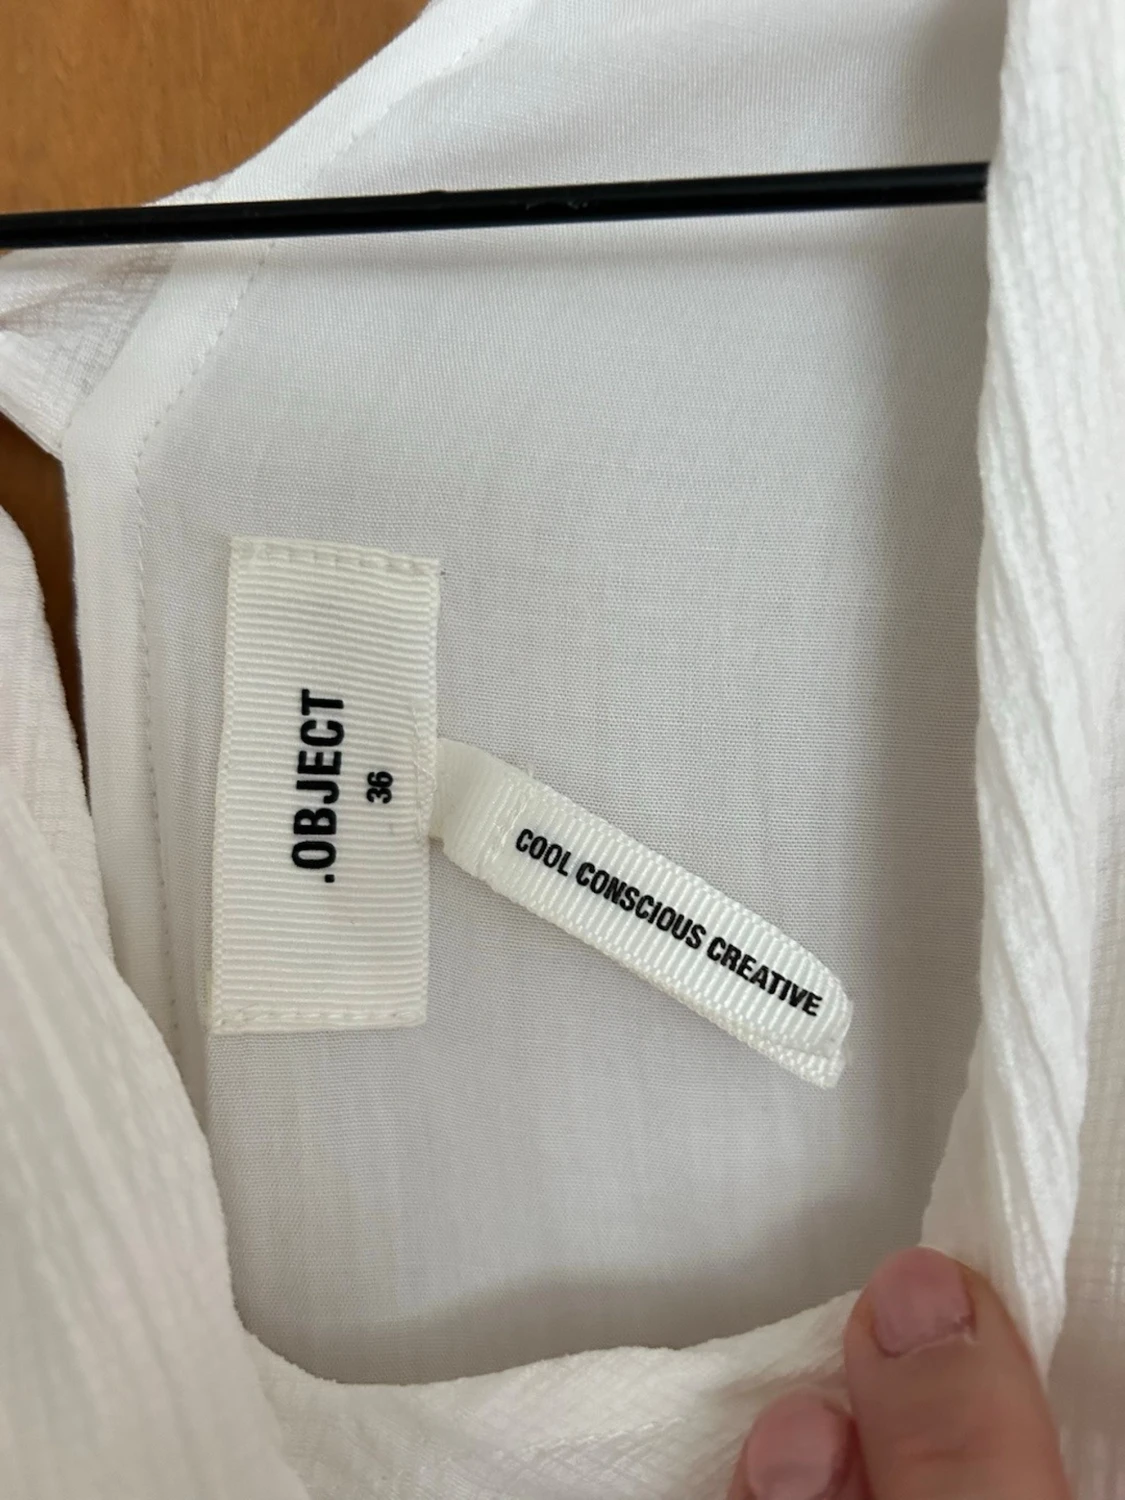 .OBJECT
36
COOL CONSCIOUS CREATIVE